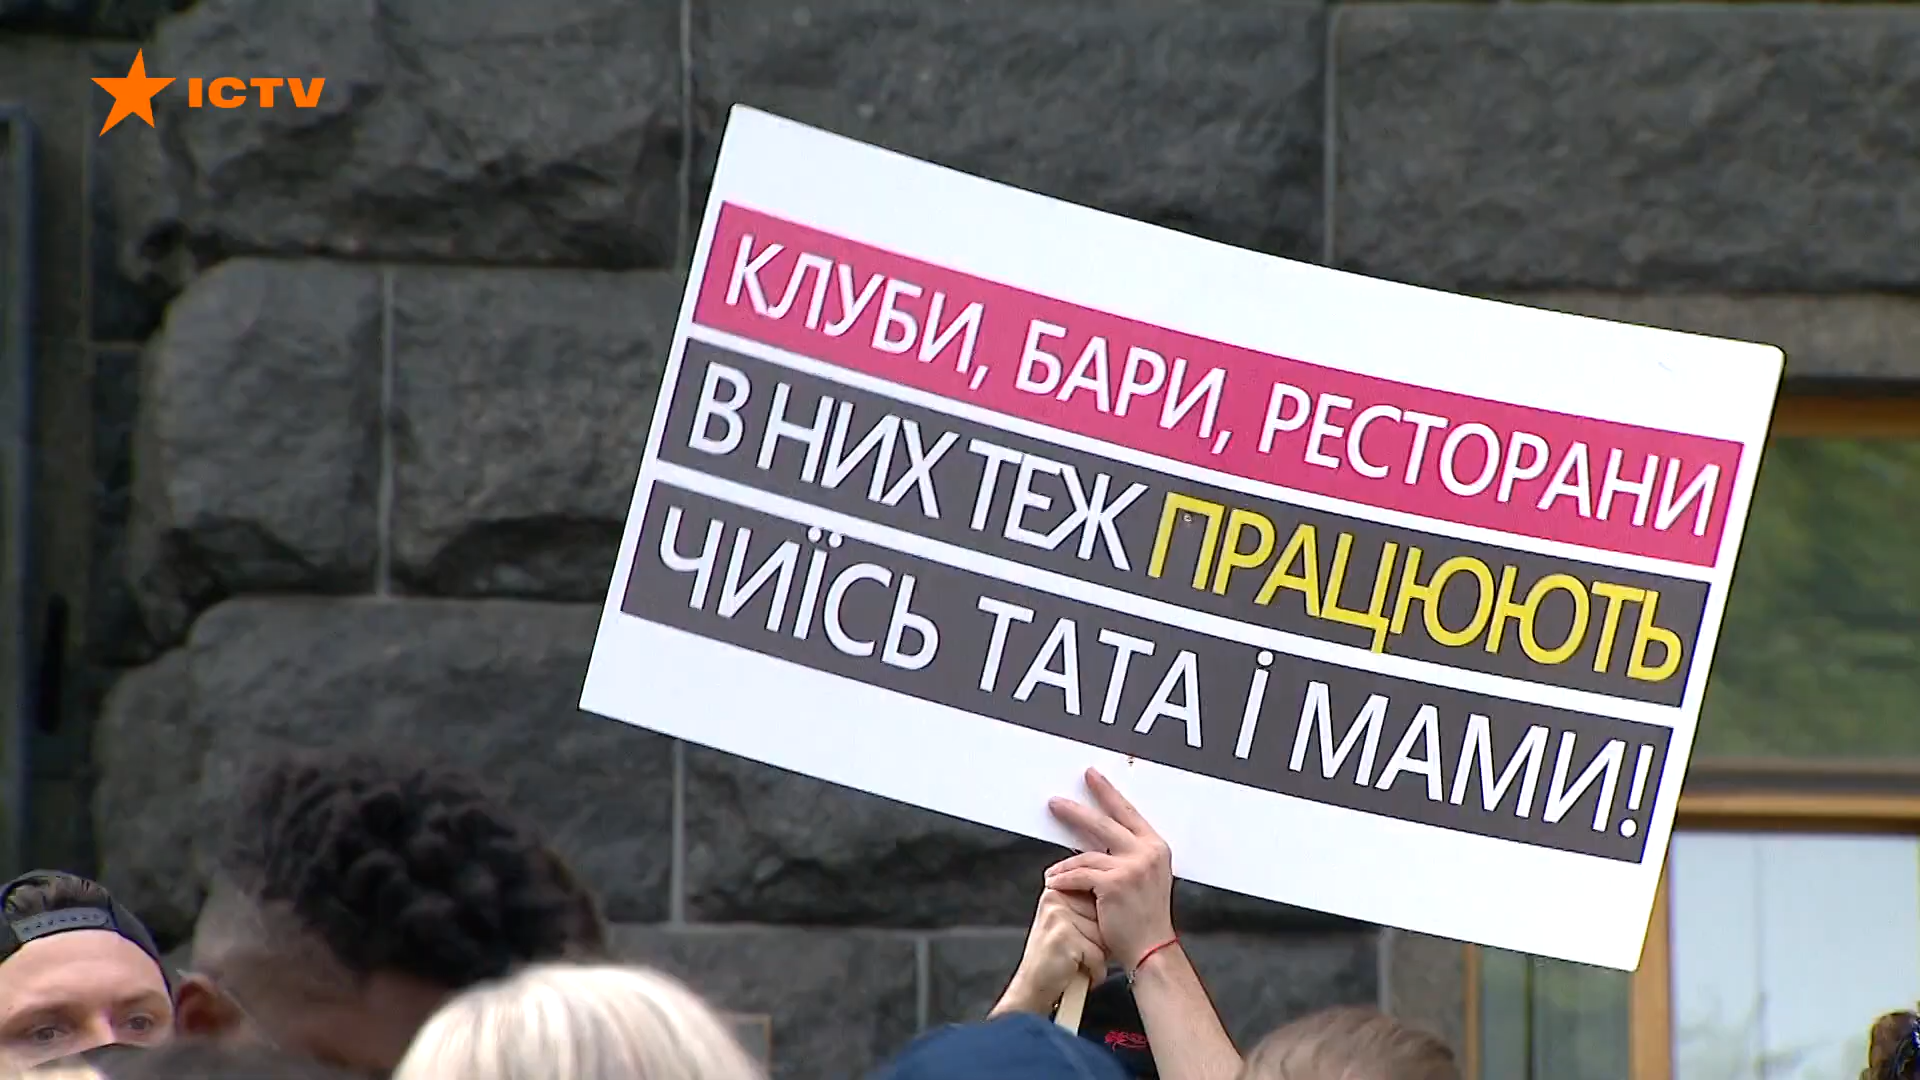 ICTV
КЛУБИ, БАРИ, РЕСТОРАНИ
В НИХ ТЕЖ ПРАЦЮЮТЬ
ЧИЇСЬ ТАТА І МАМИ!